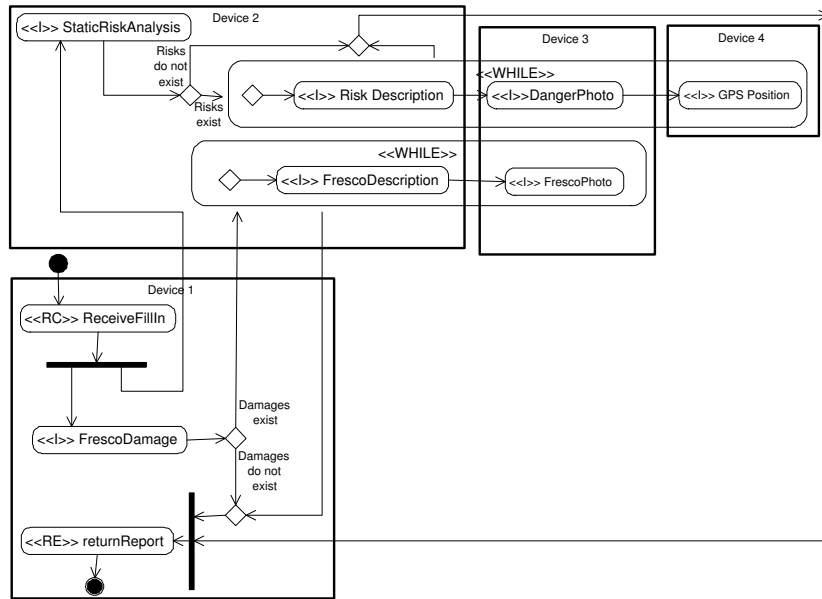 Device 2
<<I>> StaticRiskAnalysis
Risks
do not
exist
Risks
exist
Device 3
Device 4
<<WHILE>>
<<I>> Risk Description
<<I>>DangerPhoto
<<I>> GPS Position
<<WHILE>>
<<I>> FrescoDescription
<<I>> FrescoPhoto
Device 1
<<RC>> ReceiveFillIn
<<I>> FrescoDamage
Damages
exist
Damages
do not
exist
<<RE>> returnReport